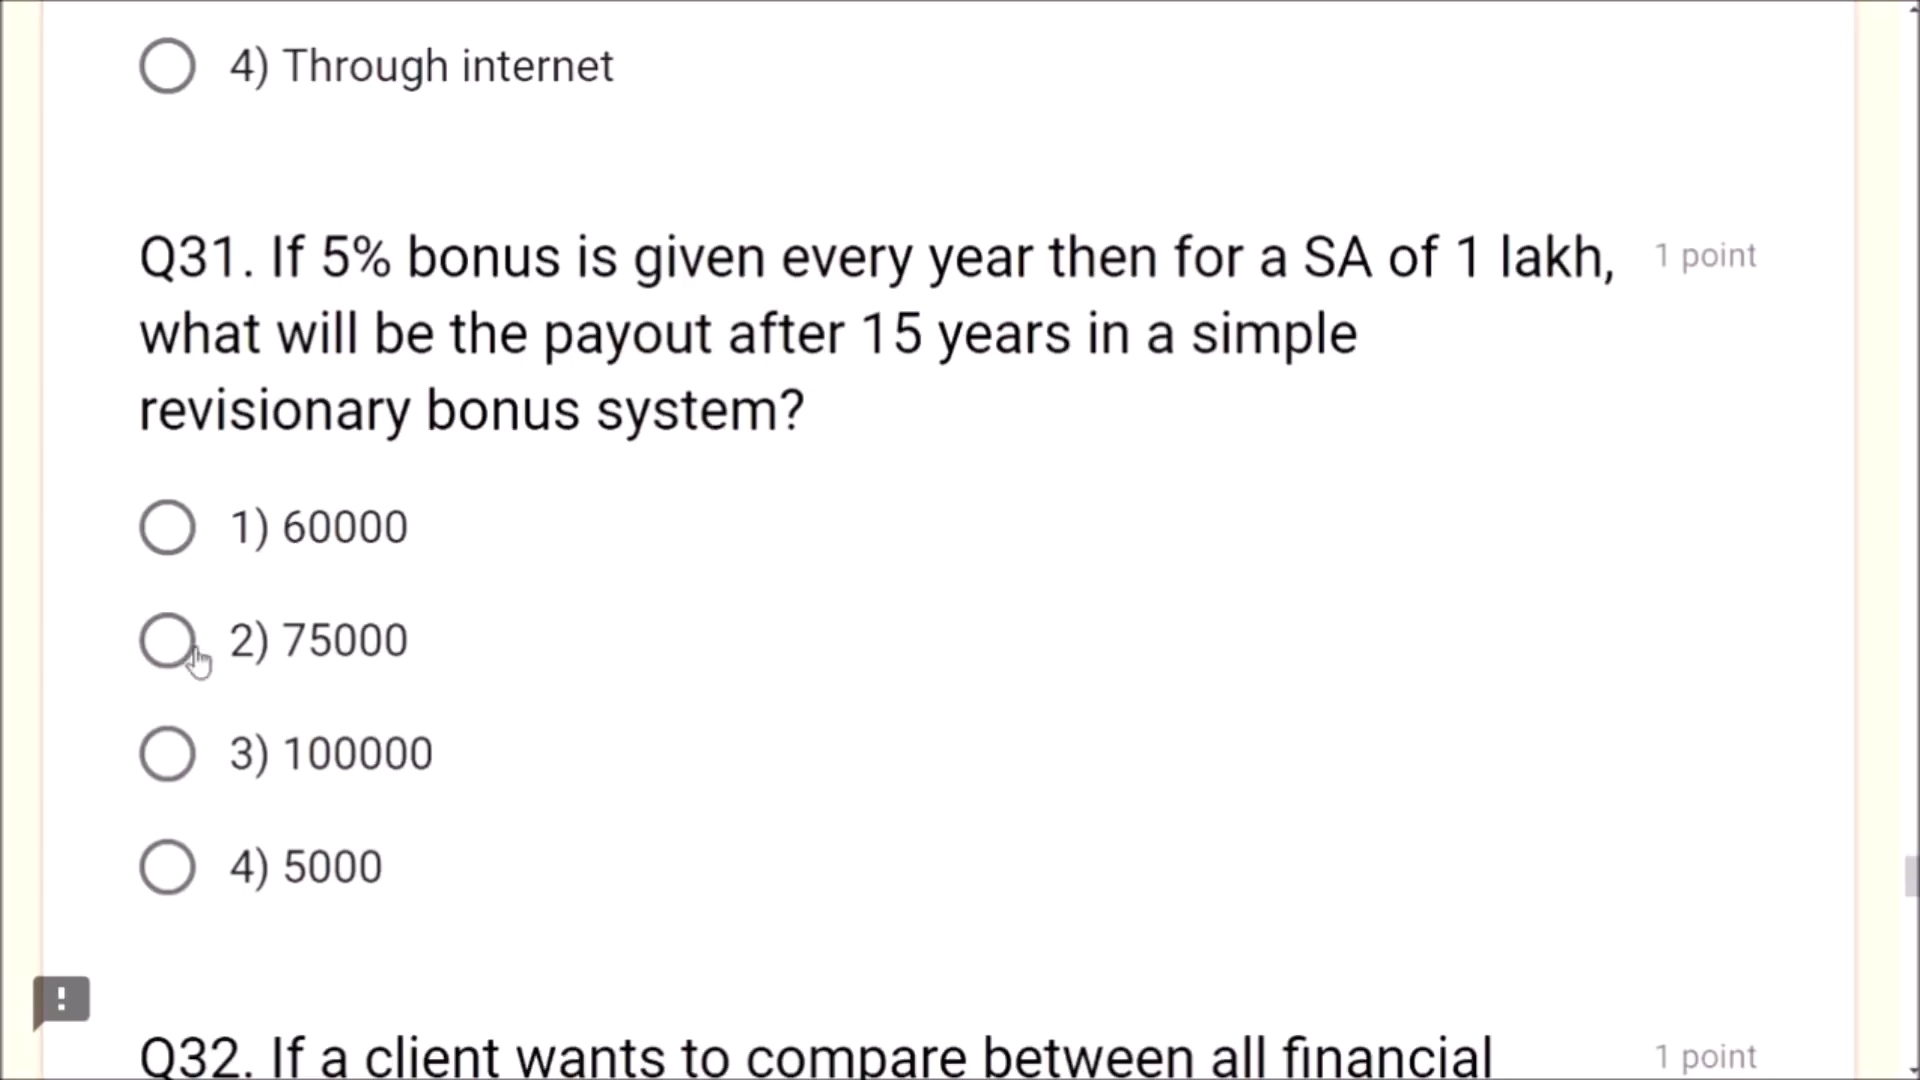 4) Through internet
Q31. If 5% bonus is given every year then for a SA of 1 lakh, 1 point
what will be the payout after 15 years in a simple
revisionary bonus system?
1) 60000
2) 75000
3) 100000
4) 5000
!
Q32. If a client wants to compare between all financial 1 point